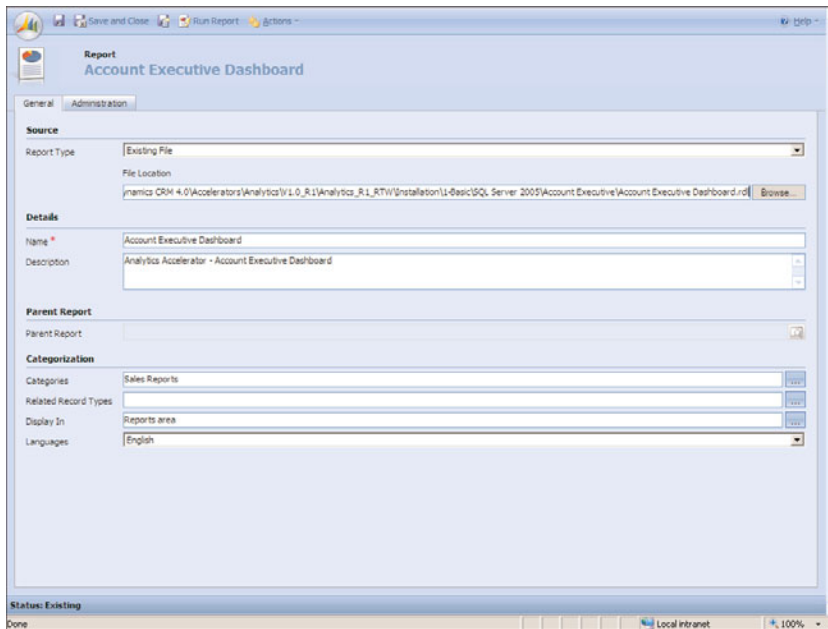 Save and Close Run Report Actions Help
Report
Account Executive Dashboard
General Administration
Source
Report Type Existing File
File Location
ynamics CRM 4.0\Accelerators\Analytics\V1.0_R1\Analytics_R1_RTW\Installation\1-Basic\SQL Server 2005\Account Executive\Account Executive Dashboard.rdl Browse...
Details
Name * Account Executive Dashboard
Description Analytics Accelerator - Account Executive Dashboard
Parent Report
Parent Report
Categorization
Categories Sales Reports ...
Related Record Types ...
Display In Reports area ...
Languages English
Status: Existing
Done Local intranet 100%